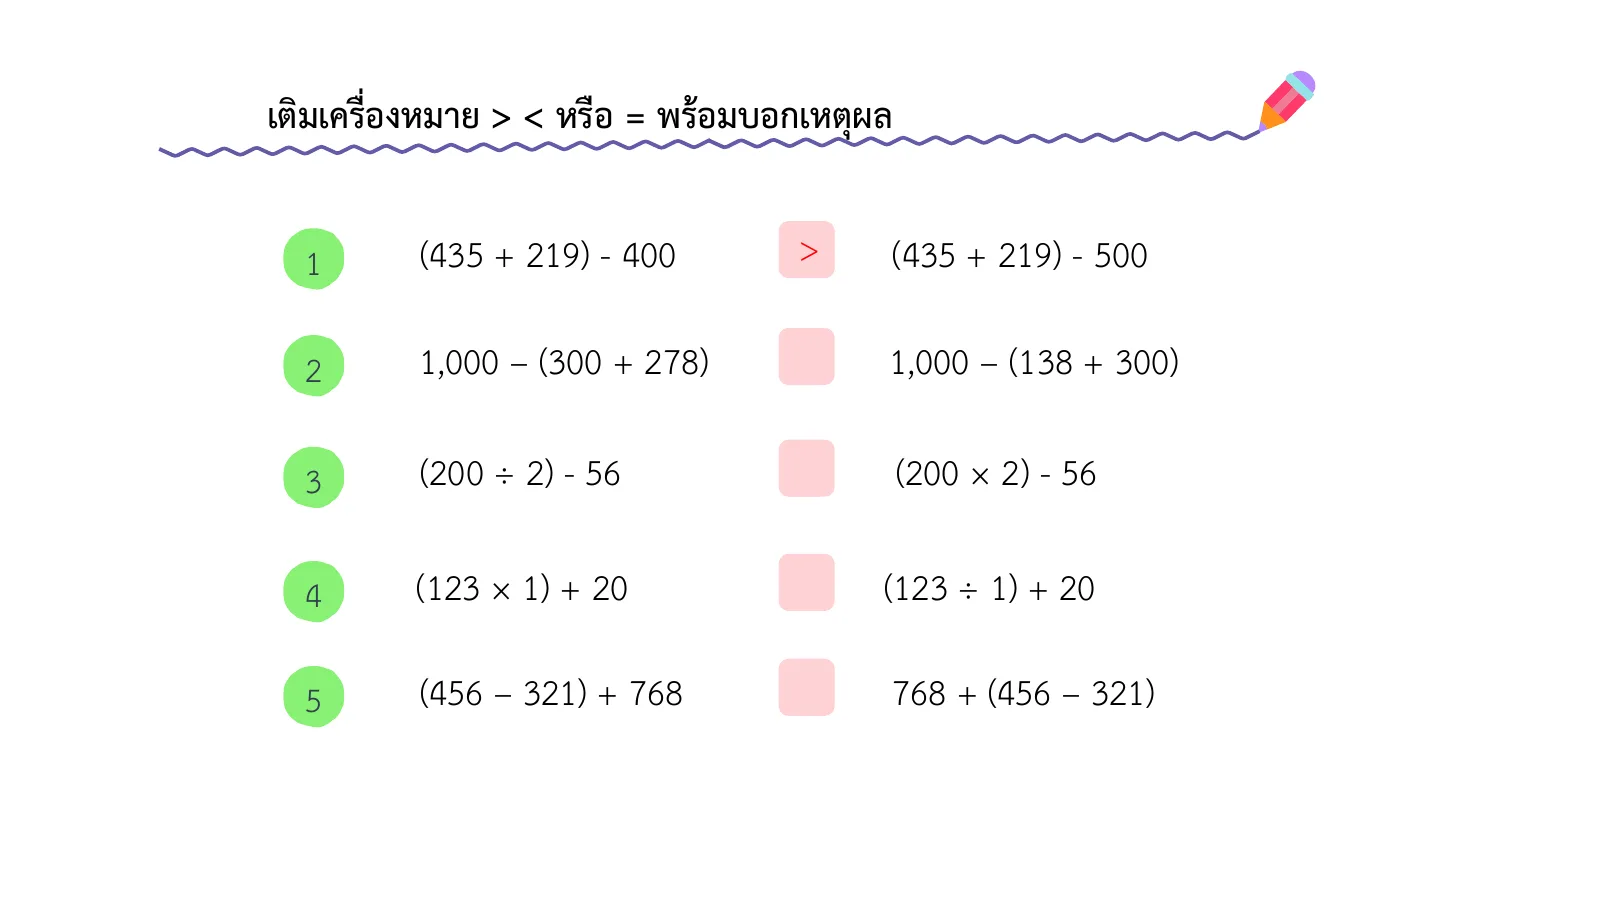 เติมเครื่องหมาย > < หรือ = พร้อมบอกเหตุผล
1 (435 + 219) - 400 > (435 + 219) - 500
2 1,000 – (300 + 278) 1,000 – (138 + 300)
3 (200 ÷ 2) - 56 (200 × 2) - 56
4 (123 × 1) + 20 (123 ÷ 1) + 20
5 (456 – 321) + 768 768 + (456 – 321)